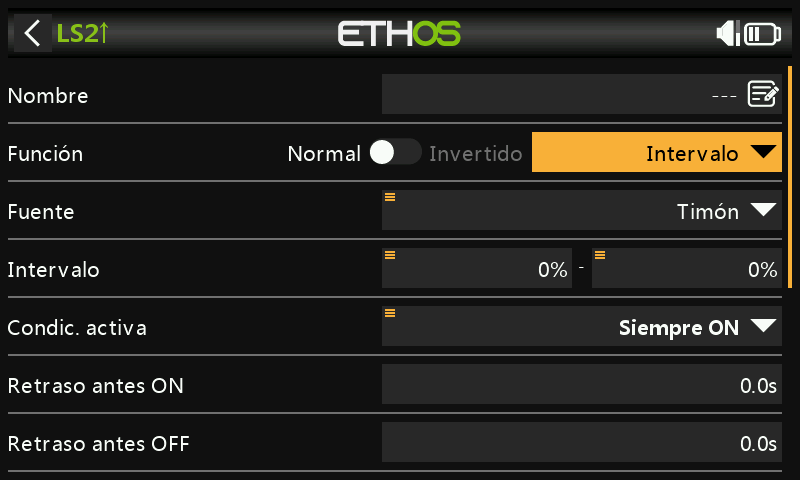 LS2↑ ETHOS
Nombre ---
Función Normal Invertido Intervalo
Fuente Timón
Intervalo 0% - 0%
Condic. activa Siempre ON
Retraso antes ON 0.0s
Retraso antes OFF 0.0s